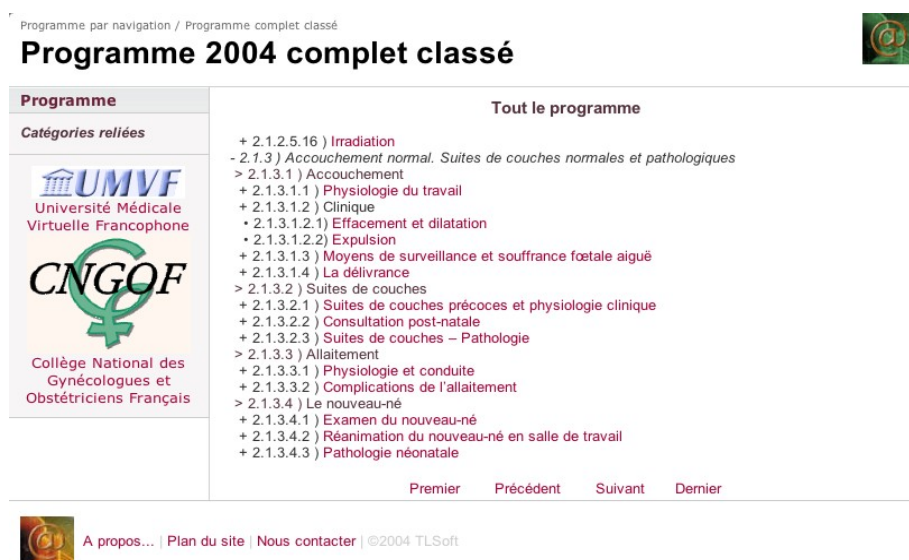 Programme par navigation / Programme complet classé
Programme 2004 complet classé
Programme
Catégories reliées
UMVF
Université Médicale
Virtuelle Francophone
CNGOF
Collège National des
Gynécologues et
Obstétriciens Français
Tout le programme
+ 2.1.2.5.16 ) Irradiation
- 2.1.3 ) Accouchement normal. Suites de couches normales et pathologiques
> 2.1.3.1 ) Accouchement
+ 2.1.3.1.1 ) Physiologie du travail
+ 2.1.3.1.2 ) Clinique
• 2.1.3.1.2.1) Effacement et dilatation
• 2.1.3.1.2.2) Expulsion
+ 2.1.3.1.3 ) Moyens de surveillance et souffrance fœtale aiguë
+ 2.1.3.1.4 ) La délivrance
> 2.1.3.2 ) Suites de couches
+ 2.1.3.2.1 ) Suites de couches précoces et physiologie clinique
+ 2.1.3.2.2 ) Consultation post-natale
+ 2.1.3.2.3 ) Suites de couches – Pathologie
> 2.1.3.3 ) Allaitement
+ 2.1.3.3.1 ) Physiologie et conduite
+ 2.1.3.3.2 ) Complications de l'allaitement
> 2.1.3.4 ) Le nouveau-né
+ 2.1.3.4.1 ) Examen du nouveau-né
+ 2.1.3.4.2 ) Réanimation du nouveau-né en salle de travail
+ 2.1.3.4.3 ) Pathologie néonatale
Premier Précédent Suivant Dernier
A propos... | Plan du site | Nous contacter | ©2004 TLSoft